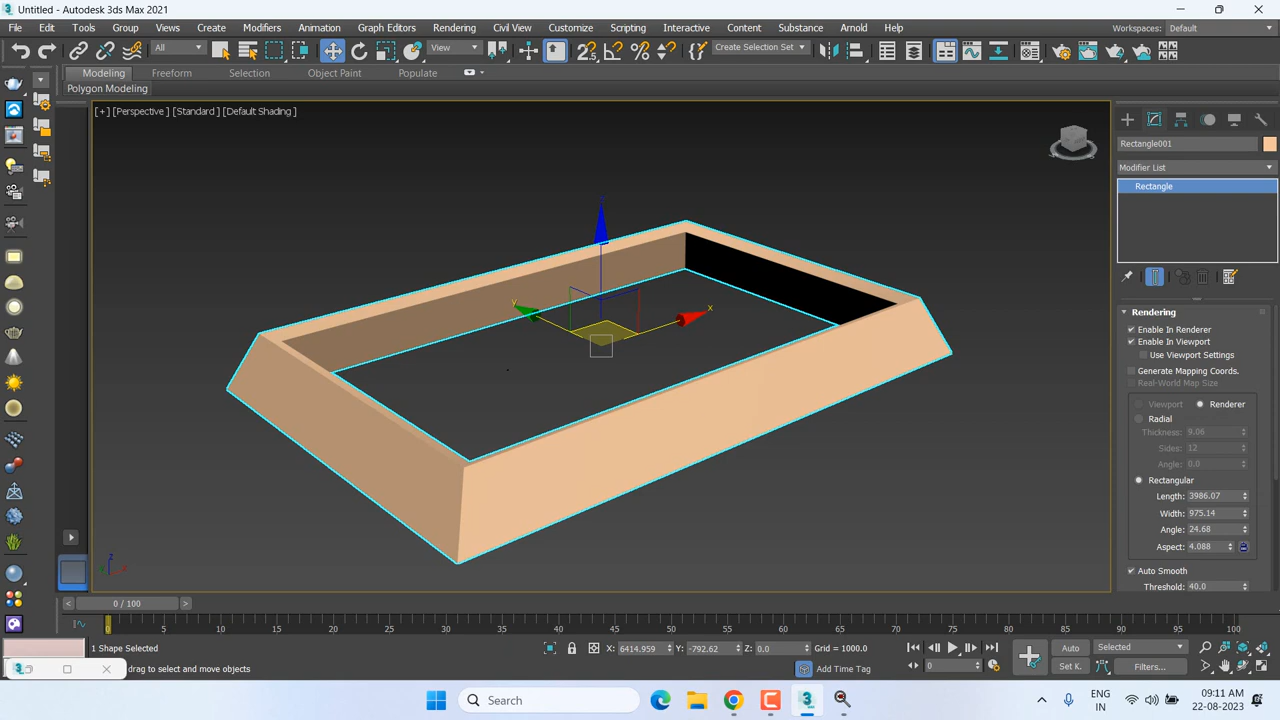 Untitled - Autodesk 3ds Max 2021
File Edit Tools Group Views Create Modifiers Animation Graph Editors Rendering Civil View Customize Scripting Interactive Content Substance Arnold Help Workspaces: Default
All View Create Selection Set
Modeling Freeform Selection Object Paint Populate
Polygon Modeling
[+] [Perspective ] [Standard ] [Default Shading ]
Rectangle001
Modifier List
Rectangle
Rendering
Enable In Renderer
Enable In Viewport
Use Viewport Settings
Generate Mapping Coords.
Real-World Map Size
Viewport Renderer
Radial
Thickness: 9.06
Sides: 12
Angle: 0.0
Rectangular
Length: 3986.07
Width: 975.14
Angle: 24.68
Aspect: 4.088
Auto Smooth
Threshold: 40.0
z
y
x
z
0 / 100
0 5 10 15 20 25 30 35 40 45 50 55 60 65 70 75 80 85 90 95 100
1 Shape Selected X: 6414.959 Y: -792.62 Z: 0.0 Grid = 1000.0 Auto Selected
drag to select and move objects Add Time Tag 0 Set K. Filters...
Search
ENG
IN
09:11 AM
22-08-2023